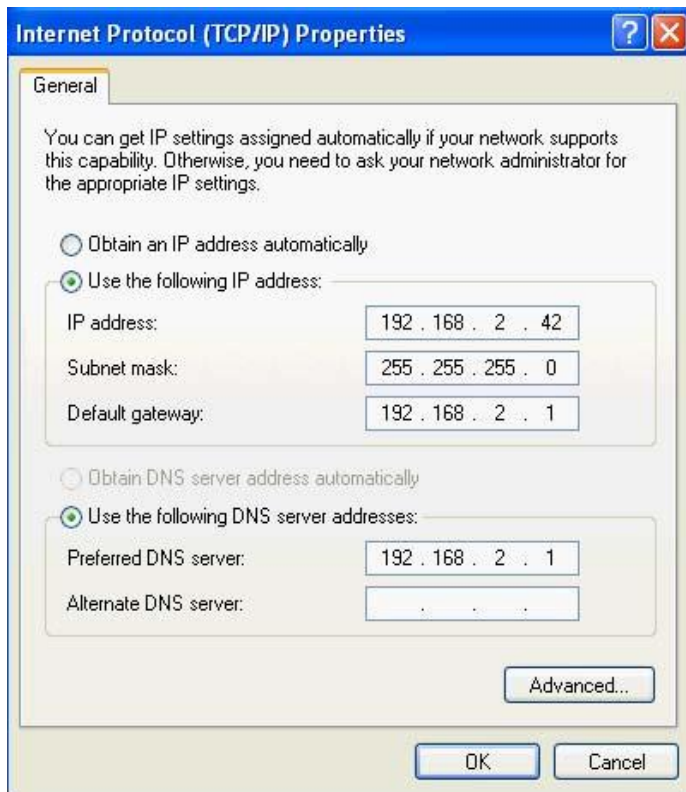 Internet Protocol (TCP/IP) Properties
?
General
You can get IP settings assigned automatically if your network supports
this capability. Otherwise, you need to ask your network administrator for
the appropriate IP settings.
Obtain an IP address automatically
Use the following IP address:
IP address: 192 . 168 . 2 . 42
Subnet mask: 255 . 255 . 255 . 0
Default gateway: 192 . 168 . 2 . 1
Obtain DNS server address automatically
Use the following DNS server addresses:
Preferred DNS server: 192 . 168 . 2 . 1
Alternate DNS server: . . .
Advanced...
OK Cancel